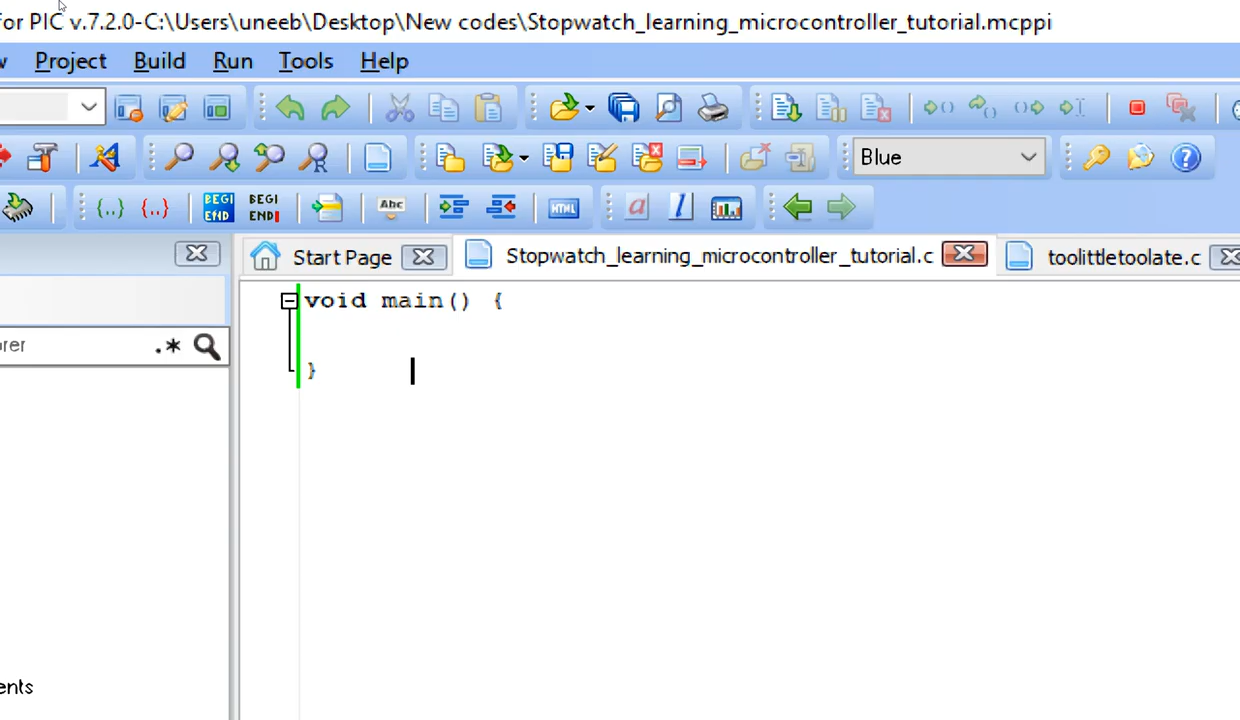 for PIC v.7.2.0-C:\Users\uneeb\Desktop\New codes\Stopwatch_learning_microcontroller_tutorial.mcppi
w Project Build Run Tools Help
Blue
{..} {..} BEGI END BEGI END Abc HTML a l
Start Page Stopwatch_learning_microcontroller_tutorial.c toolittletoolate.c
void main() {
rer .*
}
ents